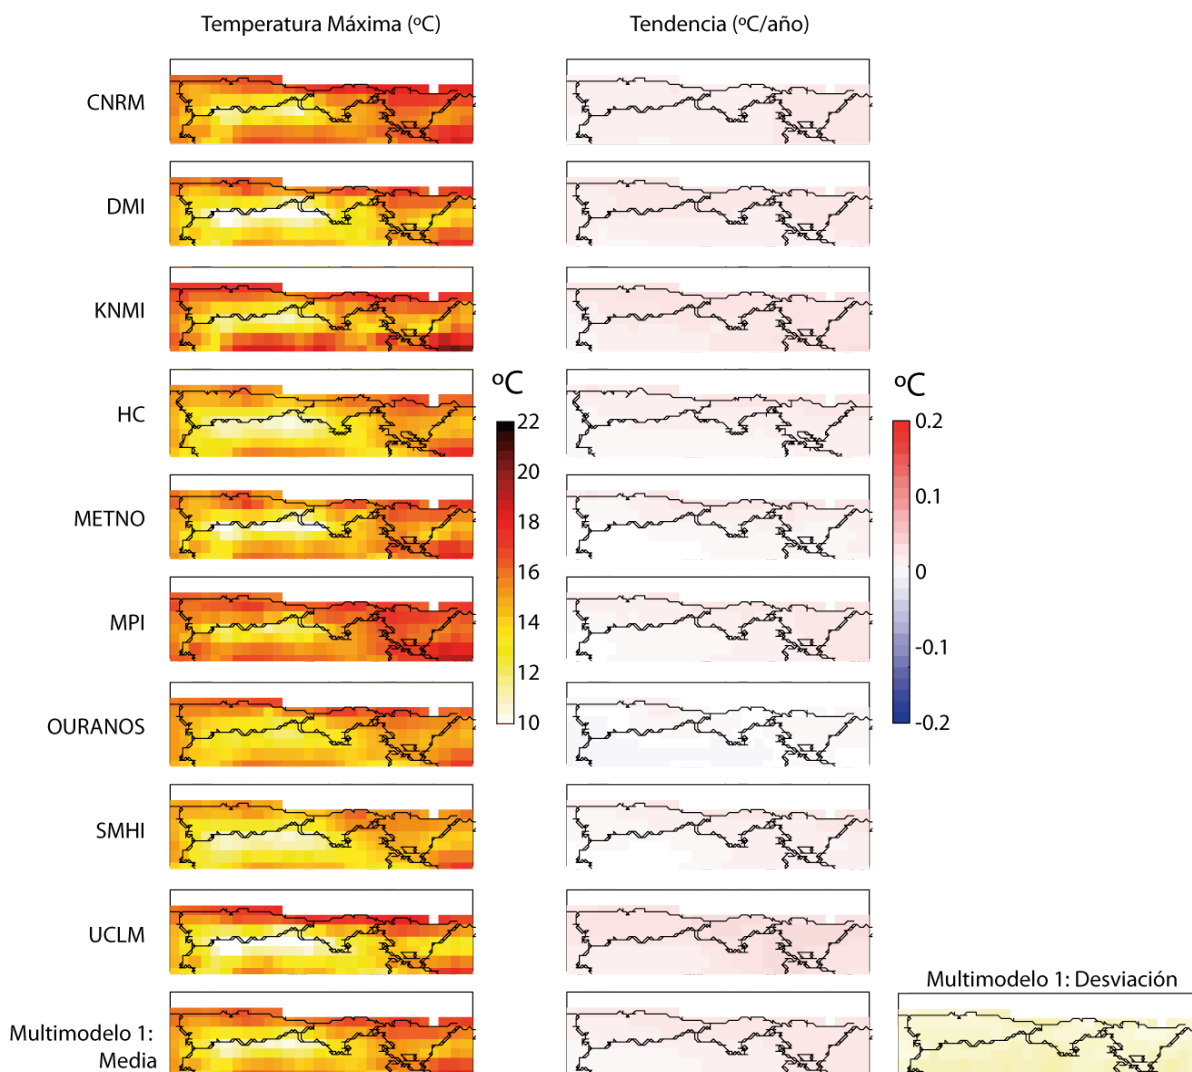 Temperatura Máxima (ºC)
Tendencia (ºC/año)
CNRM
DMI
KNMI
HC
METNO
MPI
OURANOS
SMHI
UCLM
Multimodelo 1:
Media
ºC
22
20
18
16
14
12
10
ºC
0.2
0.1
0
-0.1
-0.2
Multimodelo 1: Desviación